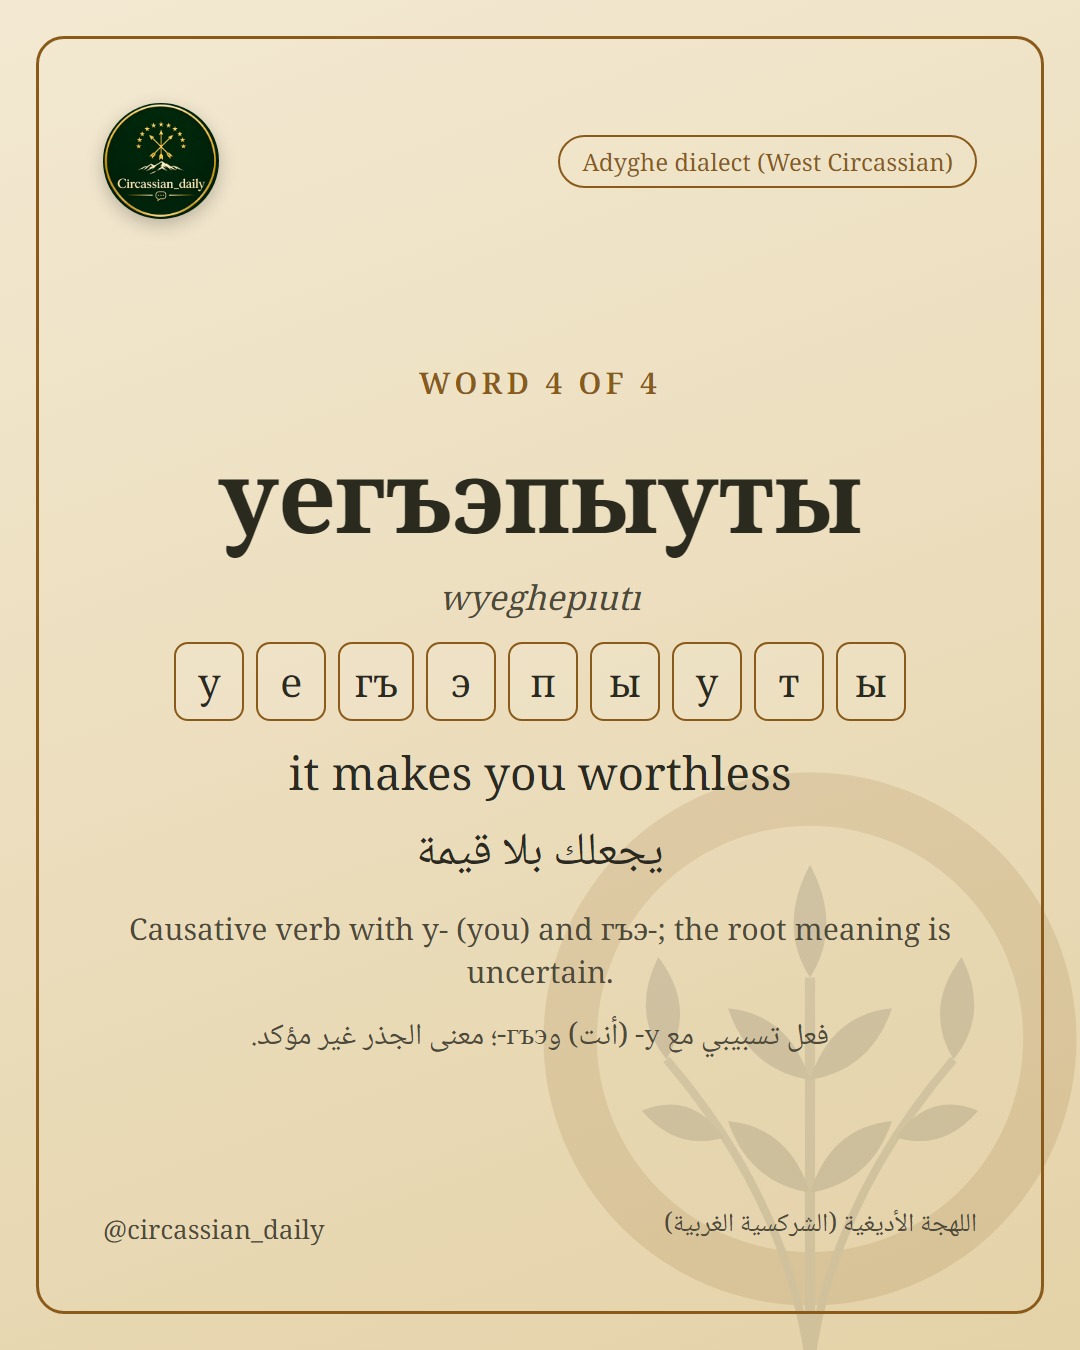 Circassian_daily
Adyghe dialect (West Circassian)
WORD 4 OF 4
уегъэпыуты
wyeghepıutı
у е гъ э п ы у т ы
it makes you worthless
يجعلك بلا قيمة
Causative verb with у- (you) and гъэ-; the root meaning is
uncertain.
فعل تسبيبي مع у- (أنت) وгъэ-؛ معنى الجذر غير مؤكد.
@circassian_daily
اللهجة الأديغية (الشركسية الغربية)